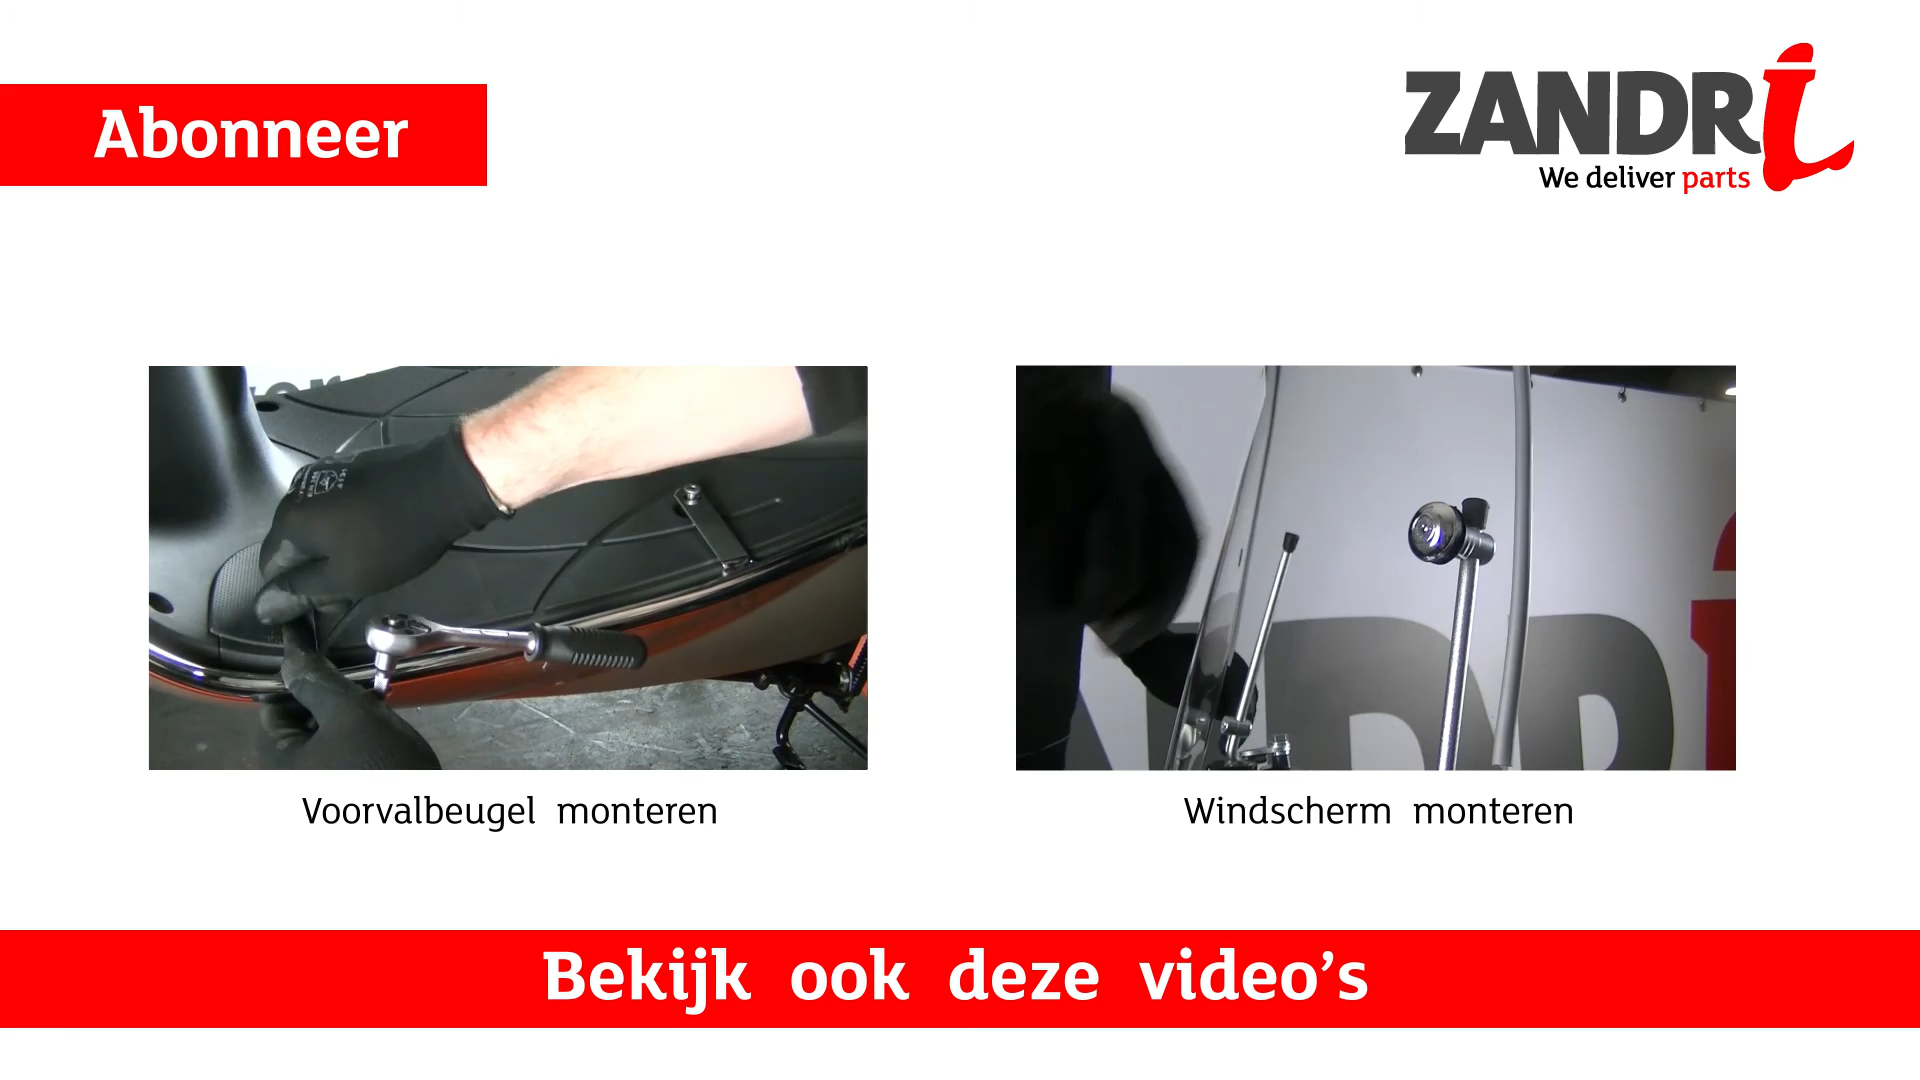 Abonneer
ZANDRi
We deliver parts
Voorvalbeugel monteren
Windscherm monteren
Bekijk ook deze video's